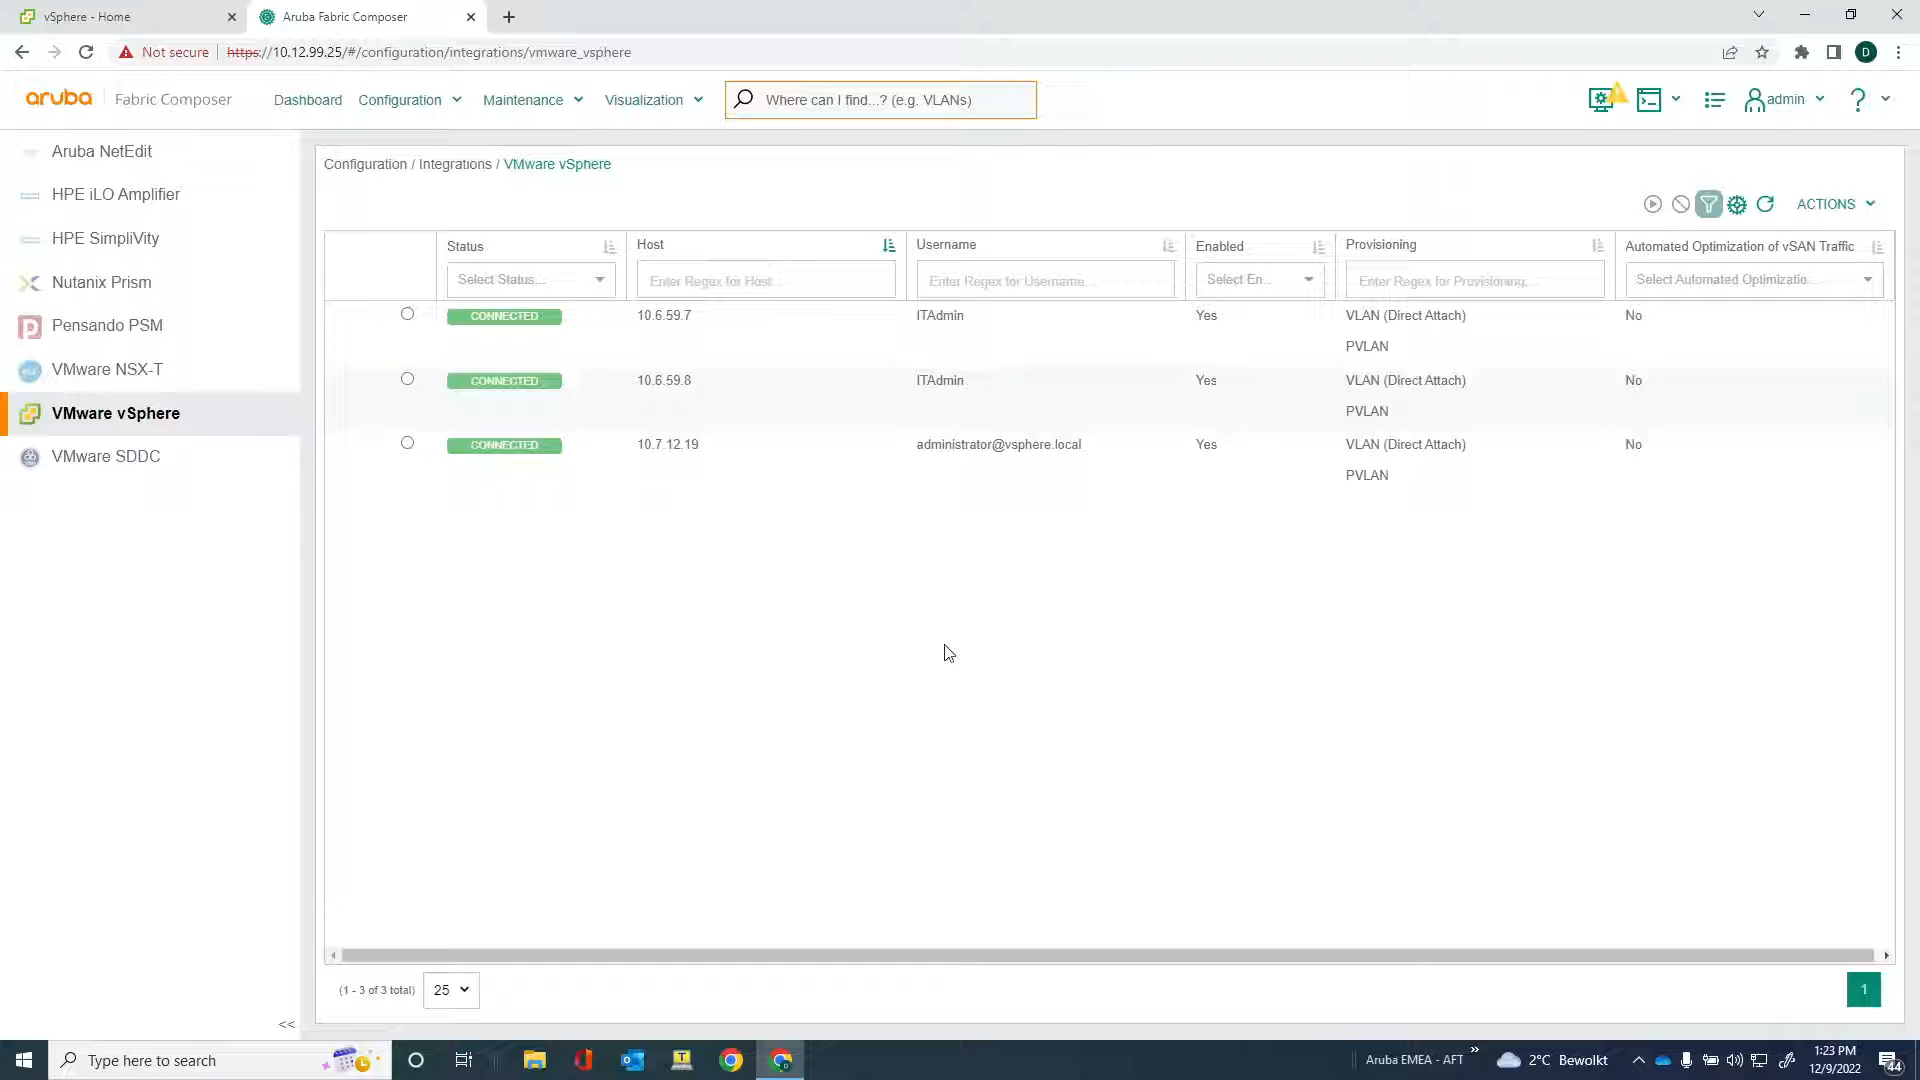 vSphere - Home
Aruba Fabric Composer
Not secure
https://10.12.99.25/#/configuration/integrations/vmware_vsphere
D
aruba
Fabric Composer
Dashboard
Configuration
Maintenance
Visualization
Where can I find...? (e.g. VLANs)
admin
?
Aruba NetEdit
HPE iLO Amplifier
HPE SimpliVity
Nutanix Prism
Pensando PSM
VMware NSX-T
VMware vSphere
VMware SDDC
<<
Configuration / Integrations / VMware vSphere
ACTIONS
Status Host Username Enabled Provisioning Automated Optimization of vSAN Traffic
Select Status... Enter Regex for Host... Enter Regex for Username... Select En... Enter Regex for Provisioning... Select Automated Optimizatio...
CONNECTED 10.6.59.7 ITAdmin Yes VLAN (Direct Attach) No
PVLAN
CONNECTED 10.6.59.8 ITAdmin Yes VLAN (Direct Attach) No
PVLAN
CONNECTED 10.7.12.19 administrator@vsphere.local Yes VLAN (Direct Attach) No
PVLAN
(1 - 3 of 3 total) 25 1
Type here to search
Aruba EMEA - AFT
2°C Bewolkt
1:23 PM
12/9/2022
44